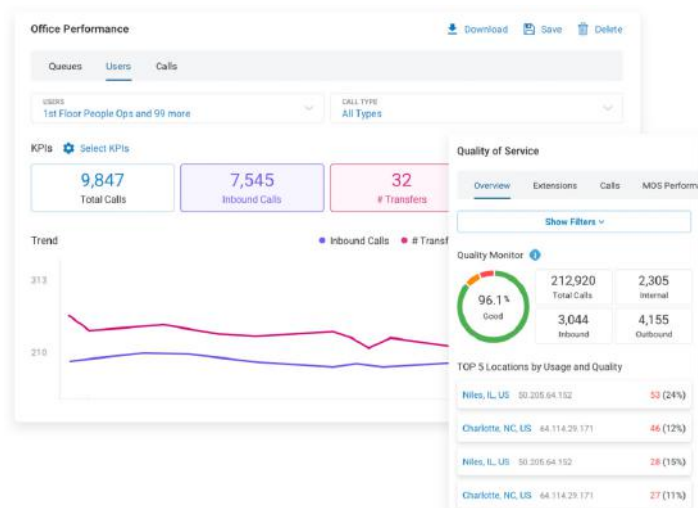 Office Performance
Download Save Delete
Queues Users Calls
USERS
1st Floor People Ops and 99 more
CALL TYPE
All Types
KPIs Select KPIs
9,847
Total Calls
7,545
Inbound Calls
32
# Transfers
Trend
Inbound Calls # Transf
313
210
Quality of Service
Overview Extensions Calls MOS Performa
Show Filters
Quality Monitor
96.1%
Good
212,920
Total Calls
2,305
Internal
3,044
Inbound
4,155
Outbound
TOP 5 Locations by Usage and Quality
Niles, IL, US 50.205.64.152 53 (24%)
Charlotte, NC, US 64.114.29.171 46 (12%)
Niles, IL, US 50.205.64.152 28 (15%)
Charlotte, NC, US 64.114.29.171 27 (11%)